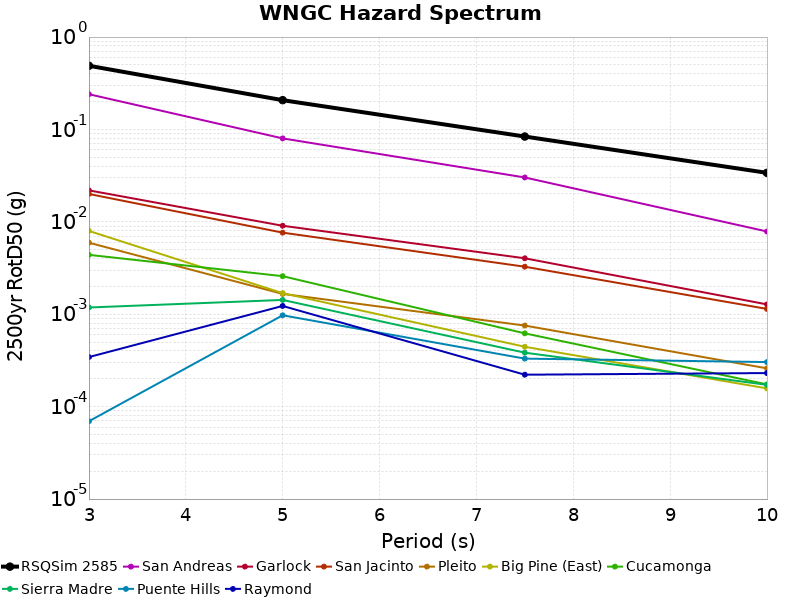 WNGC Hazard Spectrum
10^0
10^-1
10^-2
10^-3
10^-4
10^-5
2500yr RotD50 (g)
3 4 5 6 7 8 9 10
Period (s)
RSQSim 2585 San Andreas Garlock San Jacinto Pleito Big Pine (East) Cucamonga
Sierra Madre Puente Hills Raymond